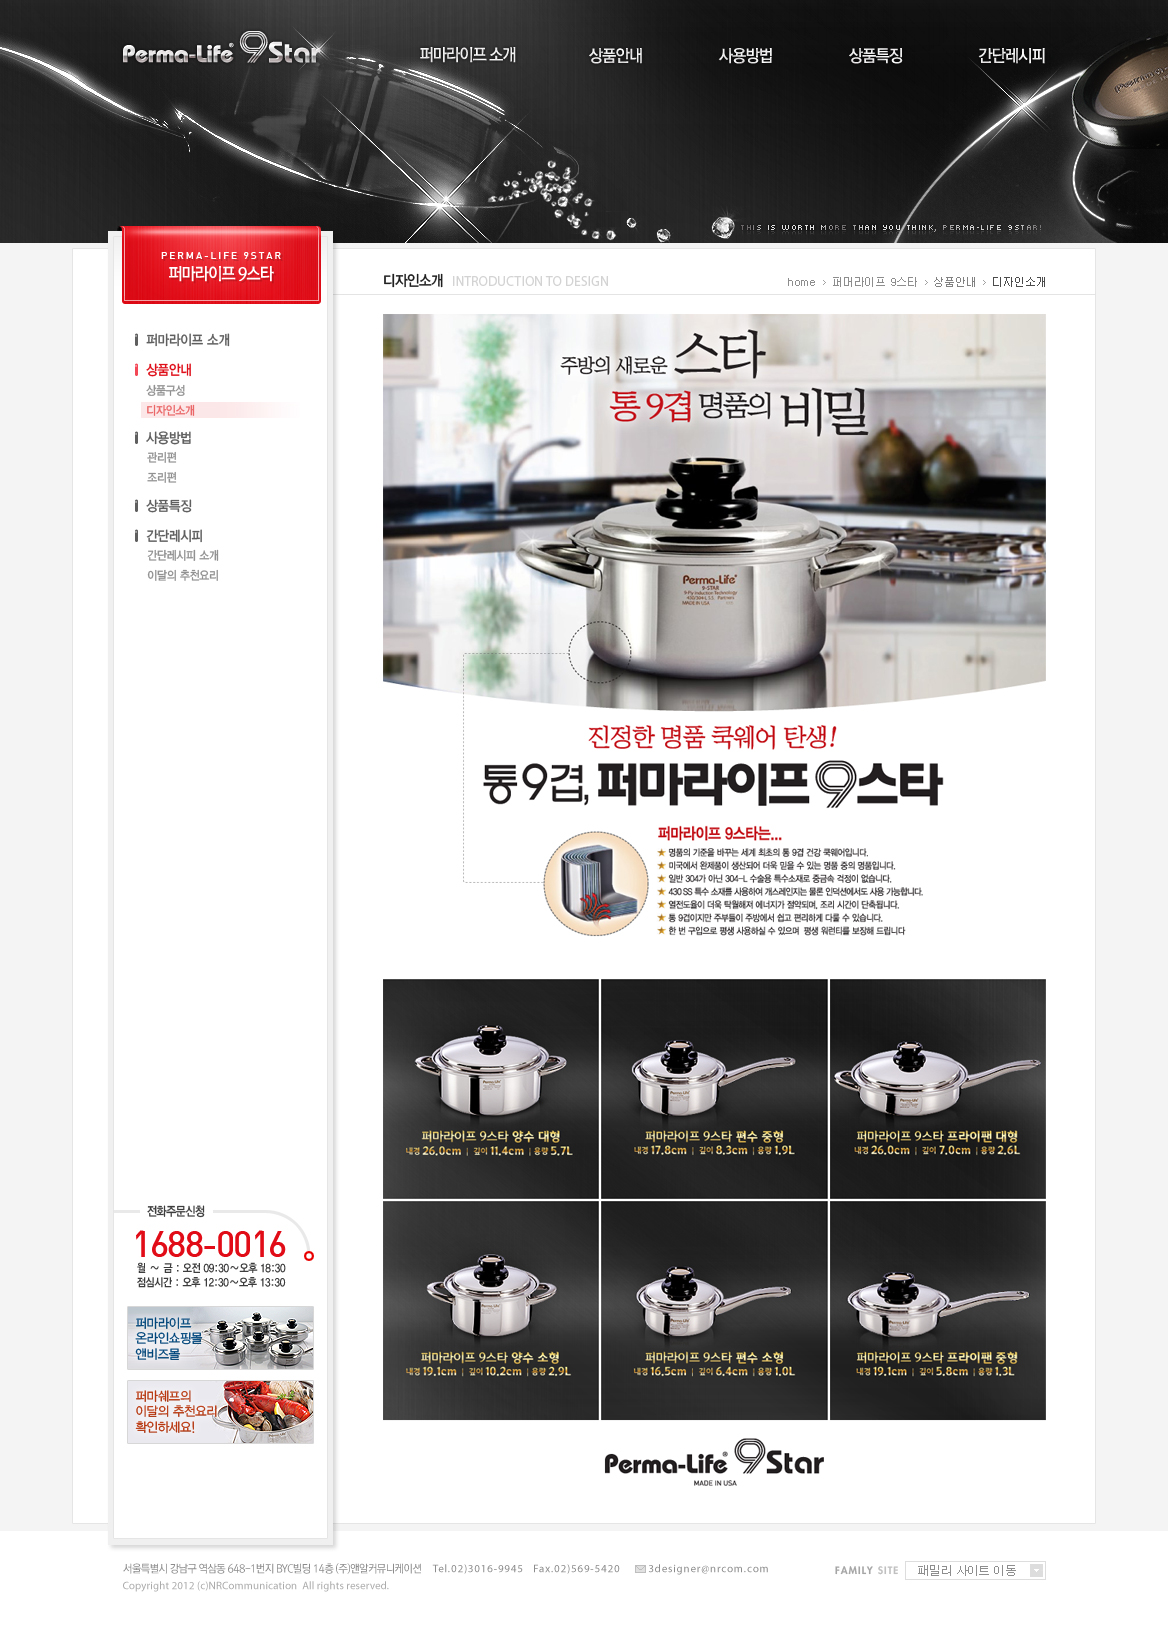 Perma-Life 9Star
퍼마라이프 소개
상품안내
사용방법
상품특징
간단레시피
THIS IS WORTH MORE THAN YOU THINK, PERMA-LIFE 9STAR!
PERMA-LIFE 9STAR
퍼마라이프 9스타
디자인소개 INTRODUCTION TO DESIGN
home > 퍼머라이프 9스타 > 상품안내 > 디자인소개
퍼마라이프 소개
상품안내
상품구성
디자인소개
사용방법
관리편
조리편
상품특징
간단레시피
간단레시피 소개
이달의 추천요리
주방의 새로운 스타
통 9겹 명품의 비밀
Perma-Life®
9-STAR
9-Ply Induction Technology
MADE IN USA
진정한 명품 쿡웨어 탄생!
통9겹, 퍼마라이프9스타
퍼마라이프 9스타는...
★ 명품의 기준을 바꾸는 세계 최초의 통 9겹 건강 쿡웨어입니다.
★ 미국에서 완제품이 생산되어 더욱 믿을 수 있는 명품 중의 명품입니다.
★ 일반 304가 아닌 304-L 수술용 특수소재로 중금속 걱정이 없습니다.
★ 430 SS 특수 소재를 사용하여 개스레인지는 물론 인덕션에서도 사용 가능합니다.
★ 열전도율이 더욱 탁월해져 에너지가 절약되며, 조리 시간이 단축됩니다.
★ 통 9겹이지만 주부들이 주방에서 쉽고 편리하게 다룰 수 있습니다.
★ 한 번 구입으로 평생 사용하실 수 있으며 평생 워런티를 보장해 드립니다
퍼마라이프 9스타 양수 대형
내경 26.0cm | 깊이 11.4cm | 용량 5.7L
퍼마라이프 9스타 편수 중형
내경 17.8cm | 깊이 8.3cm | 용량 1.9L
퍼마라이프 9스타 프라이팬 대형
내경 26.0cm | 깊이 7.0cm | 용량 2.6L
퍼마라이프 9스타 양수 소형
내경 19.1cm | 깊이 10.2cm | 용량 2.9L
퍼마라이프 9스타 편수 소형
내경 16.5cm | 깊이 6.4cm | 용량 1.0L
퍼마라이프 9스타 프라이팬 중형
내경 19.1cm | 깊이 5.8cm | 용량 1.3L
전화주문신청
1688-0016
월 ~ 금 : 오전 09:30~오후 18:30
점심시간 : 오후 12:30~오후 13:30
퍼마라이프
온라인쇼핑몰
앤비즈몰
퍼마쉐프의
이달의 추천요리
확인하세요!
Perma-Life® 9Star
MADE IN USA
서울특별시 강남구 역삼동 648-1번지 BYC빌딩 14층 (주)앤알커뮤니케이션 Tel.02)3016-9945 Fax.02)569-5420 3designer@nrcom.com
Copyright 2012 (c)NRCommunication All rights reserved.
FAMILY SITE 패밀리 사이트 이동